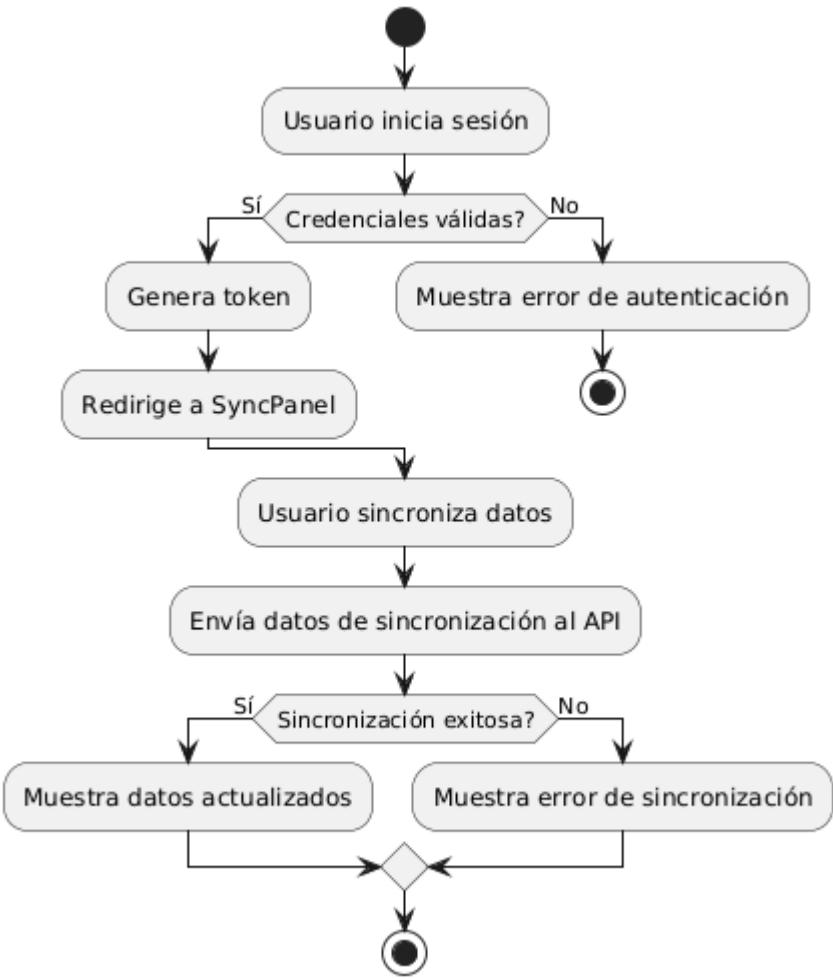 Usuario inicia sesión
Sí
Credenciales válidas?
No
Genera token
Muestra error de autenticación
Redirige a SyncPanel
Usuario sincroniza datos
Envía datos de sincronización al API
Sí
Sincronización exitosa?
No
Muestra datos actualizados
Muestra error de sincronización